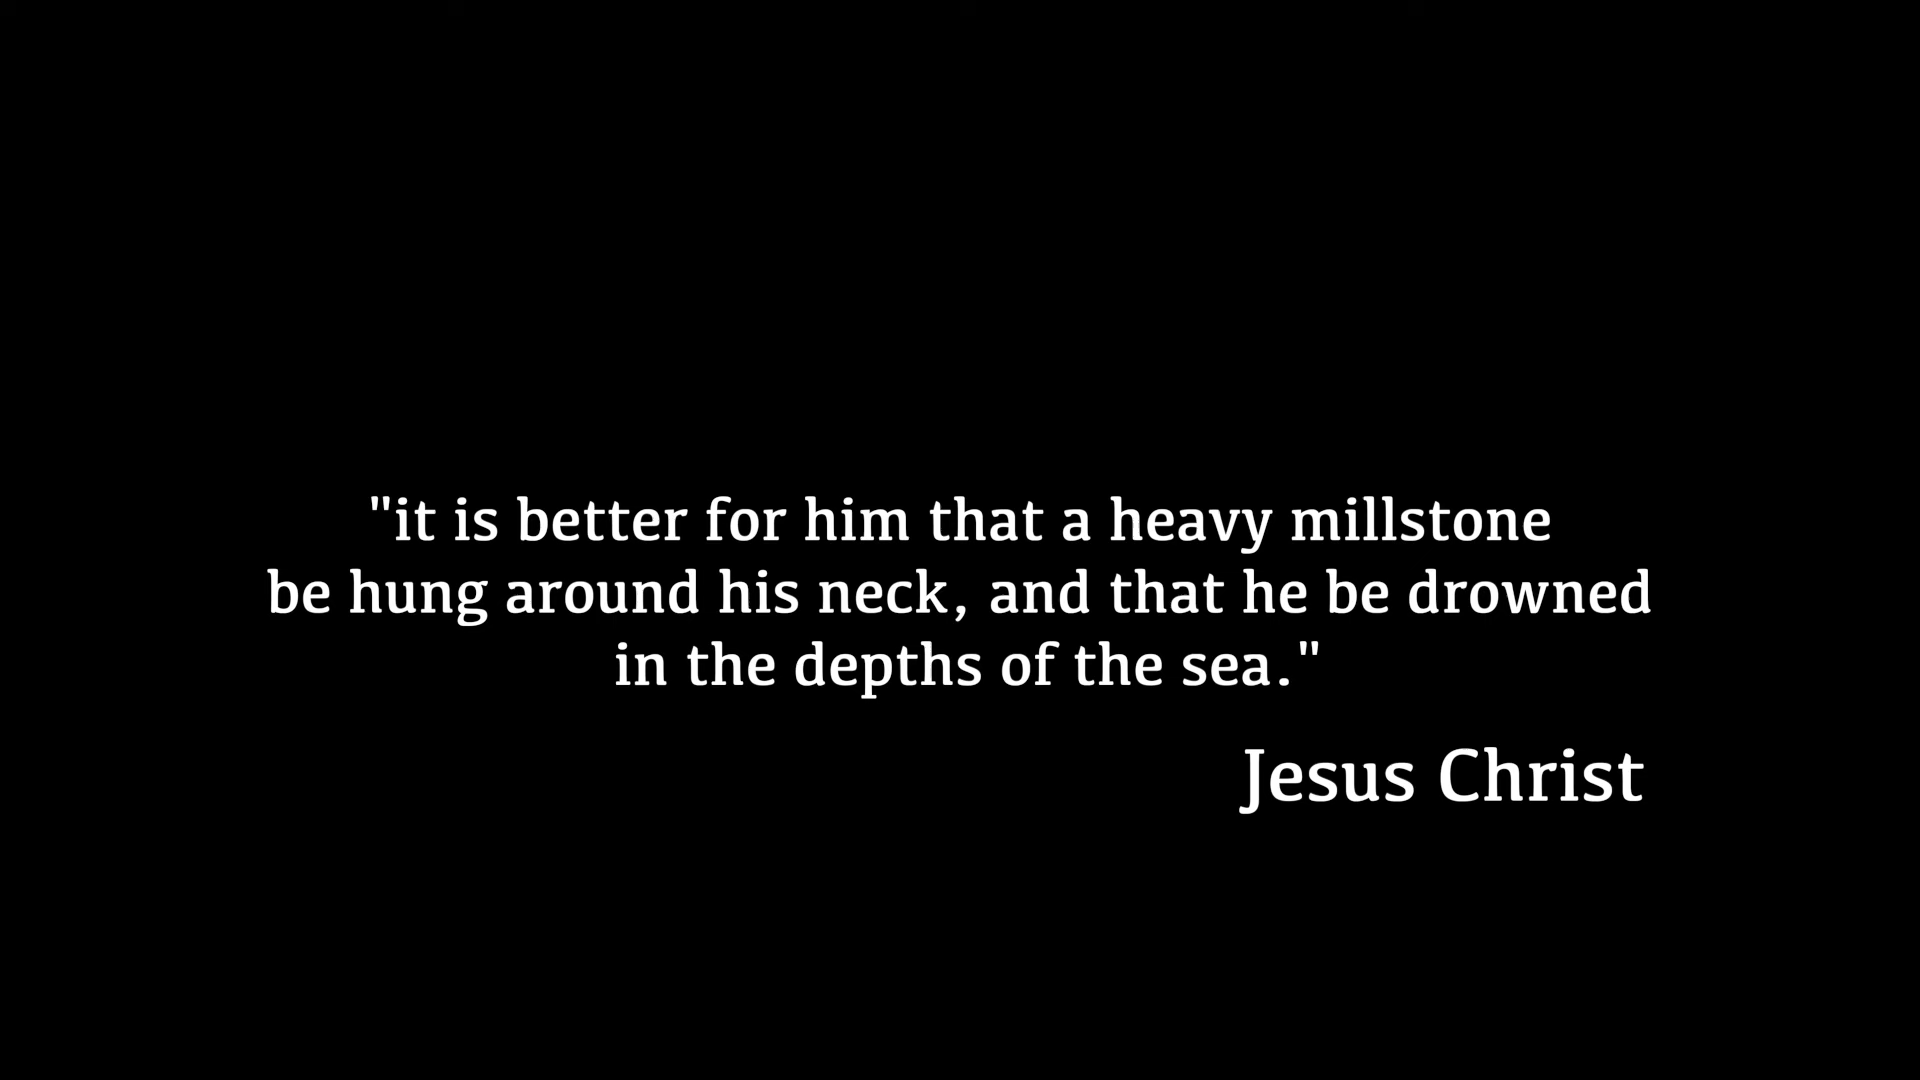 "it is better for him that a heavy millstone
be hung around his neck, and that he be drowned
in the depths of the sea."
Jesus Christ